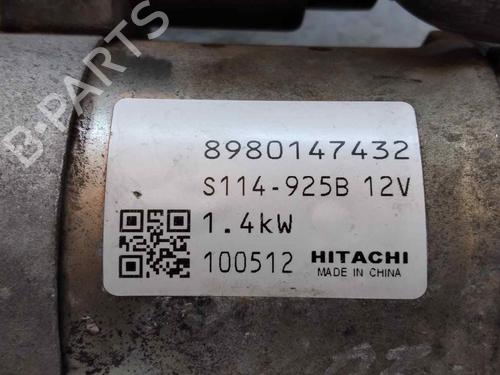 B-PARTS
8980147432
S114-925B 12V
1.4kW
100512 HITACHI
MADE IN CHINA